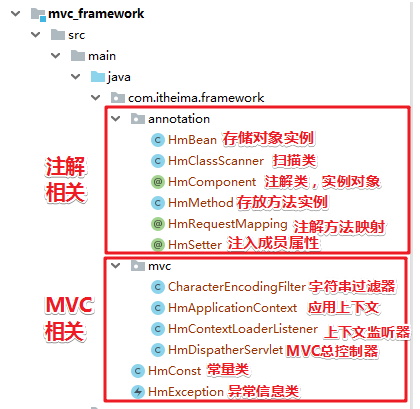 mvc_framework
src
main
java
com.itheima.framework
annotation
HmBean 存储对象实例
HmClassScanner 扫描类
HmComponent 注解类，实例对象
HmMethod 存放方法实例
HmRequestMapping 注解方法映射
HmSetter 注入成员属性
注解
相关
mvc
CharacterEncodingFilter 字符串过滤器
HmApplicationContext 应用上下文
HmContextLoaderListener 上下文监听器
HmDispatherServlet MVC总控制器
MVC
相关
HmConst 常量类
HmException 异常信息类